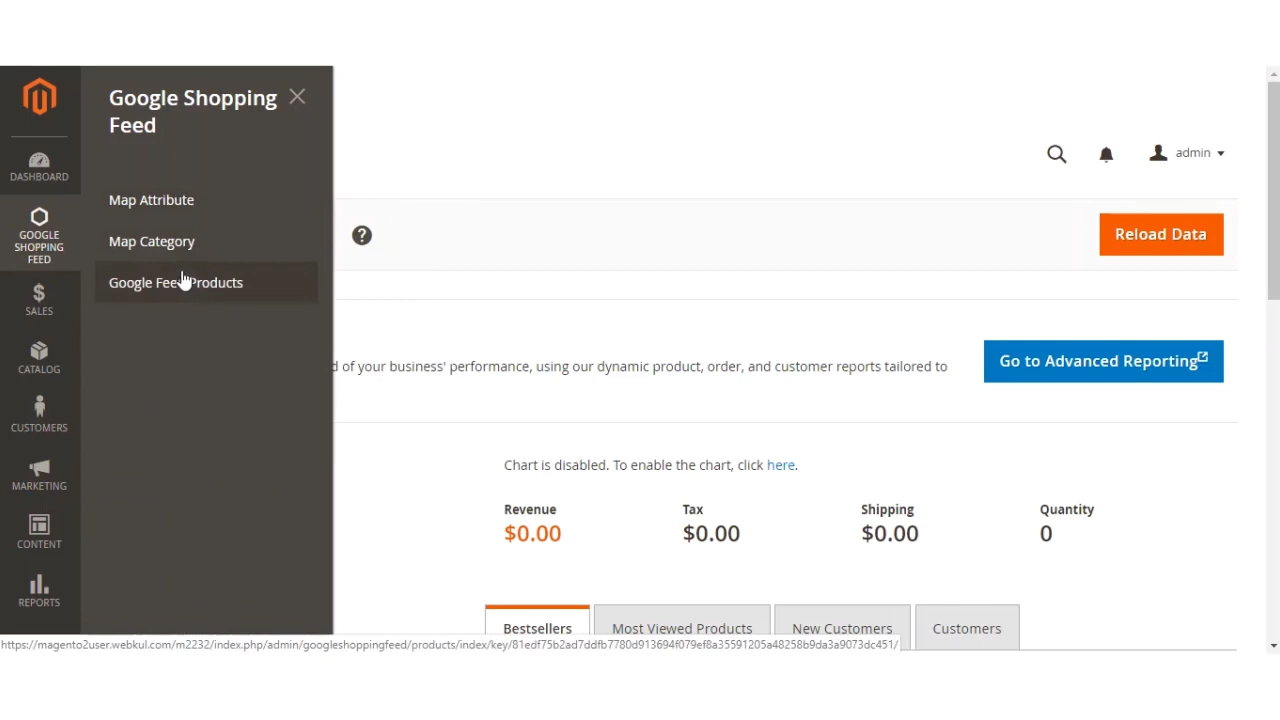 Google Shopping
Feed
Map Attribute
Map Category
Google Feed Products
DASHBOARD
GOOGLE
SHOPPING
FEED
SALES
CATALOG
CUSTOMERS
MARKETING
CONTENT
REPORTS
admin
Reload Data
d of your business' performance, using our dynamic product, order, and customer reports tailored to
Go to Advanced Reporting
Chart is disabled. To enable the chart, click here.
Revenue Tax Shipping Quantity
$0.00 $0.00 $0.00 0
Bestsellers Most Viewed Products New Customers Customers
https://magento2user.webkul.com/m2232/index.php/admin/googleshoppingfeed/products/index/key/81edf75b2ad7ddfb7780d913694f079ef8a35591205a48258b9da3a9073dc451/